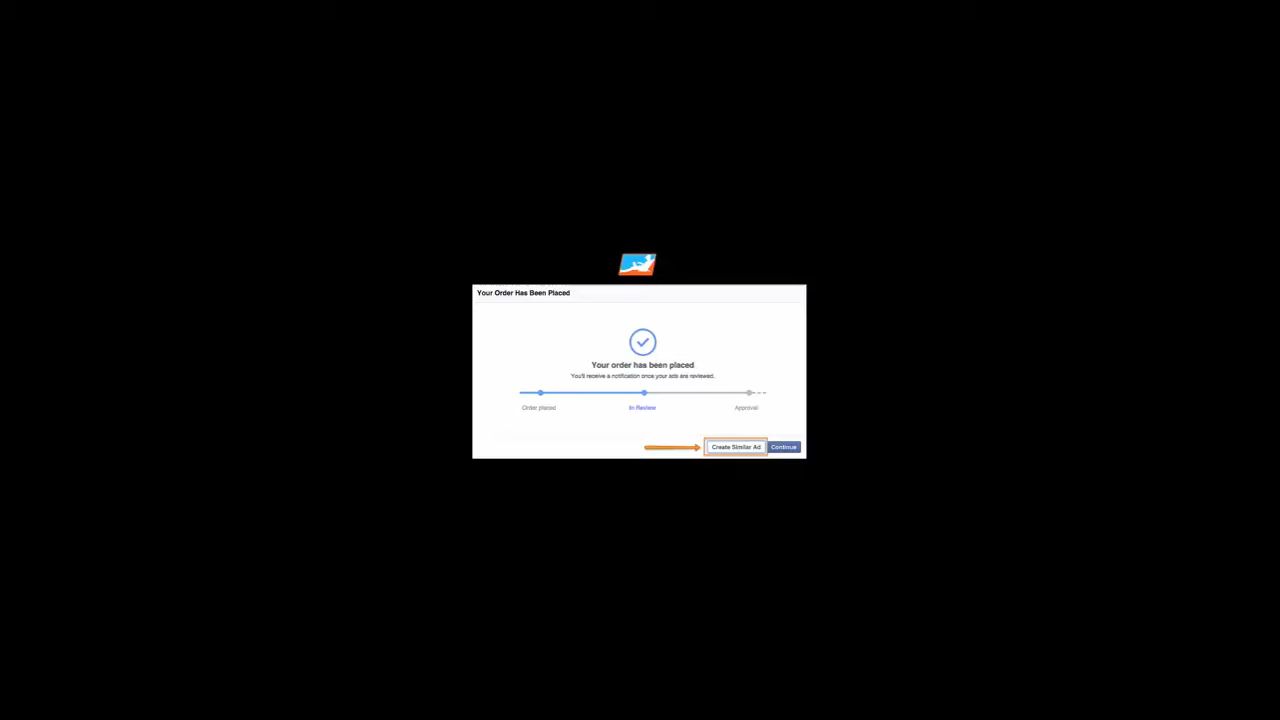 Your Order Has Been Placed
Your order has been placed
You'll receive a notification once your ads are reviewed.
Order placed
In Review
Approval
Create Similar Ad
Continue